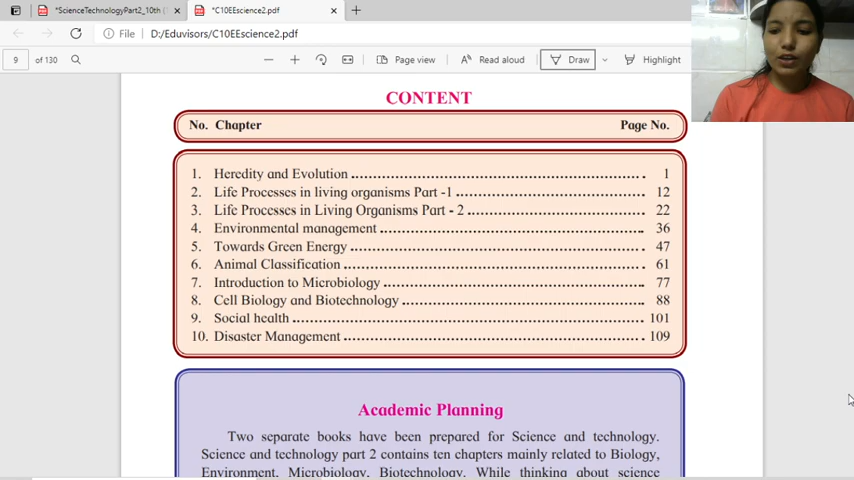 *ScienceTechnologyPart2_10th (
*C10EEscience2.pdf
File
D:/Eduvisors/C10EEscience2.pdf
9 of 130
Page view
Read aloud
Draw
Highlight
CONTENT
No. Chapter Page No.
1. Heredity and Evolution 1
2. Life Processes in living organisms Part -1 12
3. Life Processes in Living Organisms Part - 2 22
4. Environmental management 36
5. Towards Green Energy 47
6. Animal Classification 61
7. Introduction to Microbiology 77
8. Cell Biology and Biotechnology 88
9. Social health 101
10. Disaster Management 109
Academic Planning
Two separate books have been prepared for Science and technology.
Science and technology part 2 contains ten chapters mainly related to Biology,
Environment, Microbiology, Biotechnology. While thinking about science